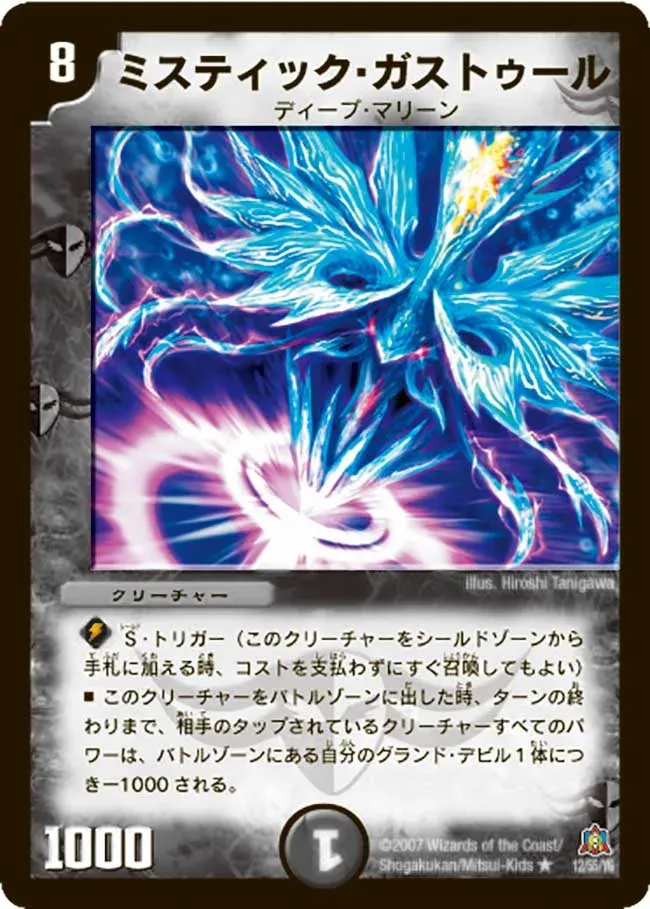 8
ミスティック・ガストゥール
ディープ・マリーン
illus. Hiroshi Tanigawa
クリーチャー
S・トリガー（このクリーチャーをシールドゾーンから
手札に加える時、コストを支払わずにすぐ召喚してもよい）
■ このクリーチャーをバトルゾーンに出した時、ターンの終
わりまで、相手のタップされているクリーチャーすべてのパ
ワーは、バトルゾーンにある自分のグランド・デビル1体につ
き－1000 される。
1000
1
©2007 Wizards of the Coast/
Shogakukan/Mitsui-Kids ★
12/55/Y6